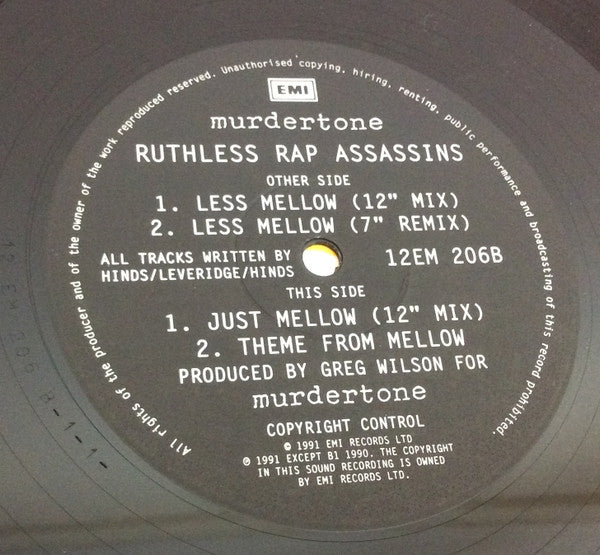 All rights of the producer and of the owner of the work reproduced reserved. Unauthorised copying, hiring, renting, public performance and broadcasting of this record prohibited.
EMI
murdertone
RUTHLESS RAP ASSASSINS
OTHER SIDE
1. LESS MELLOW (12" MIX)
2. LESS MELLOW (7" REMIX)
ALL TRACKS WRITTEN BY
HINDS/LEVERIDGE/HINDS
12EM 206B
THIS SIDE
1. JUST MELLOW (12" MIX)
2. THEME FROM MELLOW
PRODUCED BY GREG WILSON FOR
murdertone
COPYRIGHT CONTROL
© 1991 EMI RECORDS LTD
℗ 1991 EXCEPT B1 1990. THE COPYRIGHT
IN THIS SOUND RECORDING IS OWNED
BY EMI RECORDS LTD.